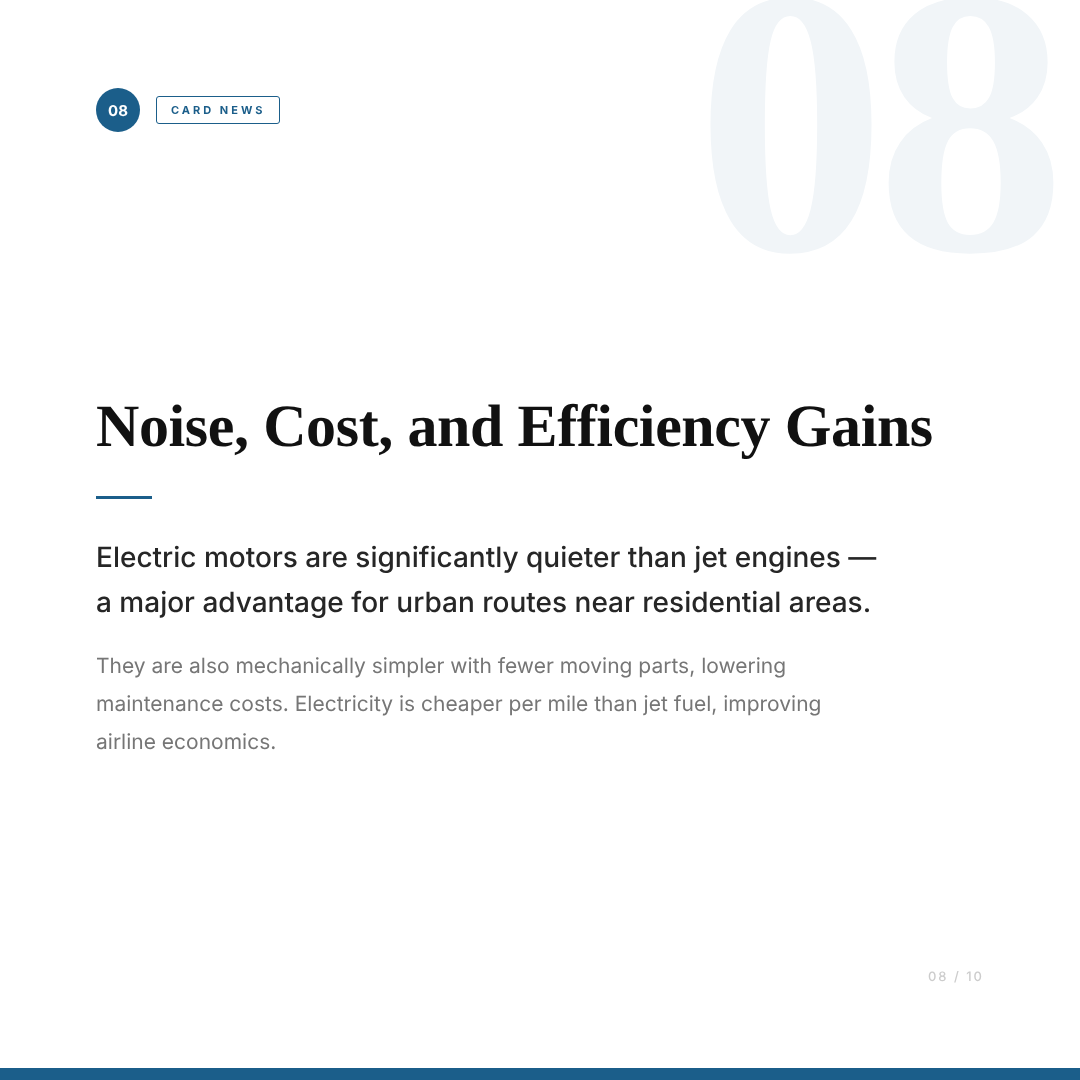 08
08
CARD NEWS
Noise, Cost, and Efficiency Gains
Electric motors are significantly quieter than jet engines —
a major advantage for urban routes near residential areas.
They are also mechanically simpler with fewer moving parts, lowering
maintenance costs. Electricity is cheaper per mile than jet fuel, improving
airline economics.
08 / 10